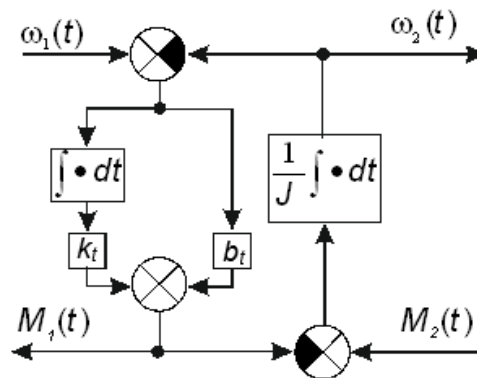 ω₁(t) ω₂(t)
∫ • dt
1/J ∫ • dt
kₜ bₜ
M₁(t) M₂(t)